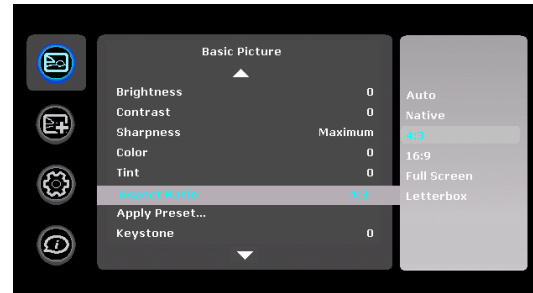 Basic Picture
Brightness 0
Contrast 0
Sharpness Maximum
Color 0
Tint 0
Aspect Ratio 4:3
Apply Preset...
Keystone 0
Auto
Native
4:3
16:9
Full Screen
Letterbox